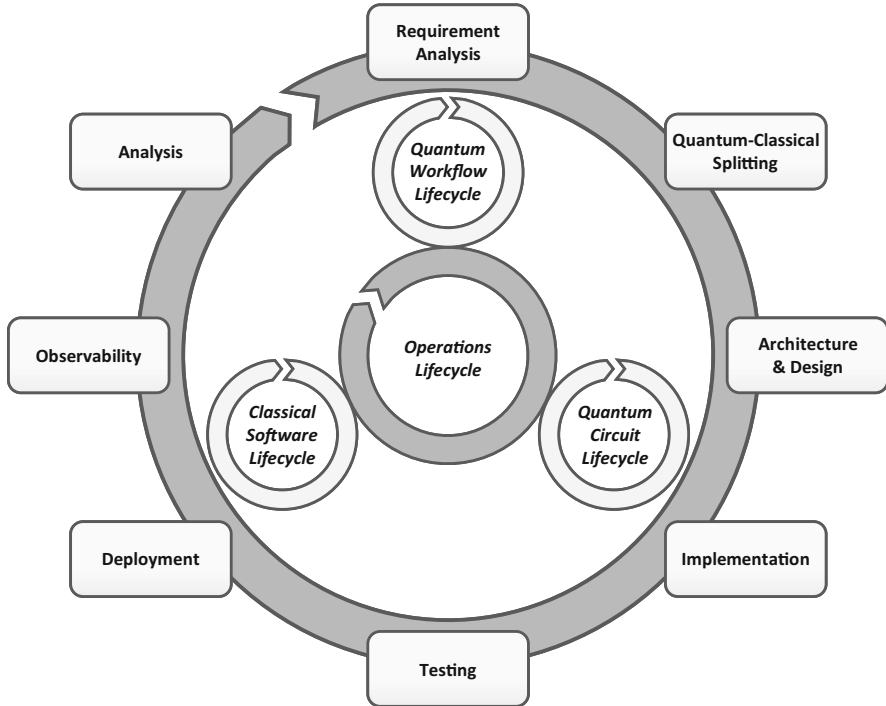 Requirement
Analysis
Quantum-Classical
Splitting
Architecture
& Design
Implementation
Testing
Deployment
Observability
Analysis
Quantum
Workflow
Lifecycle
Operations
Lifecycle
Classical
Software
Lifecycle
Quantum
Circuit
Lifecycle